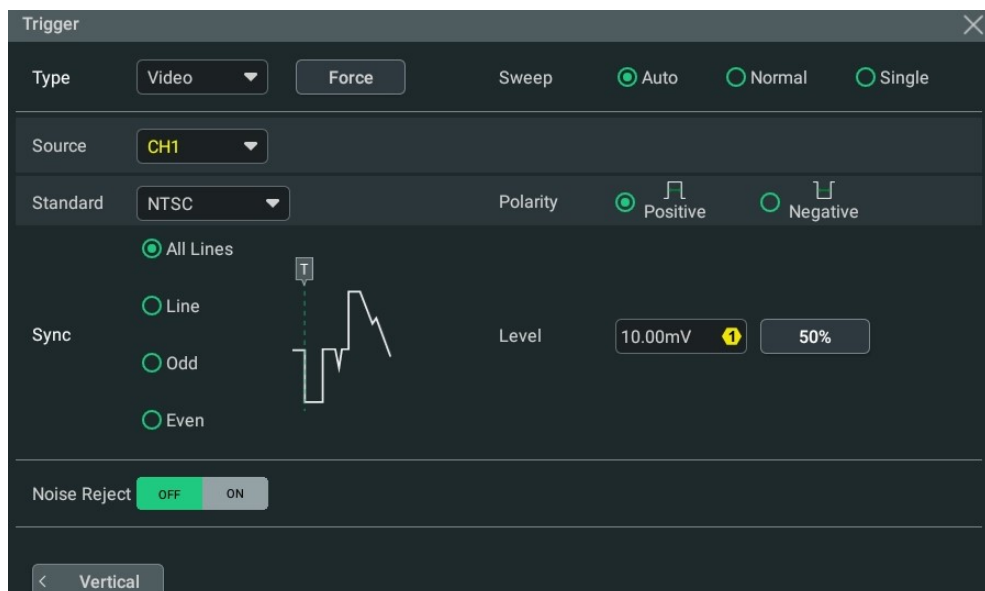 Trigger
Type Video Force Sweep Auto Normal Single
Source CH1
Standard NTSC Polarity Positive Negative
All Lines
T
Line
Sync Level 10.00mV 1 50%
Odd
Even
Noise Reject OFF ON
< Vertical